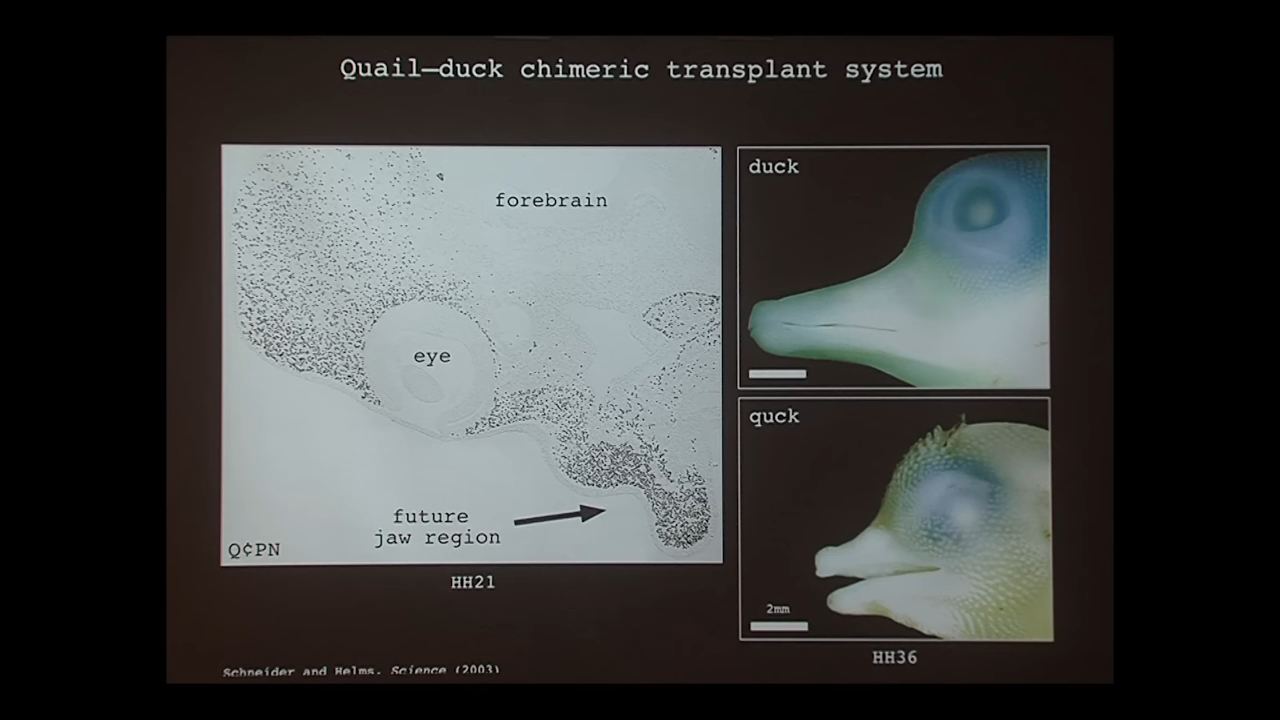 Quail–duck chimeric transplant system
forebrain
eye
future
jaw region
Q¢PN
HH21
duck
quck
2mm
HH36
Schneider and Helms. Science (2003)